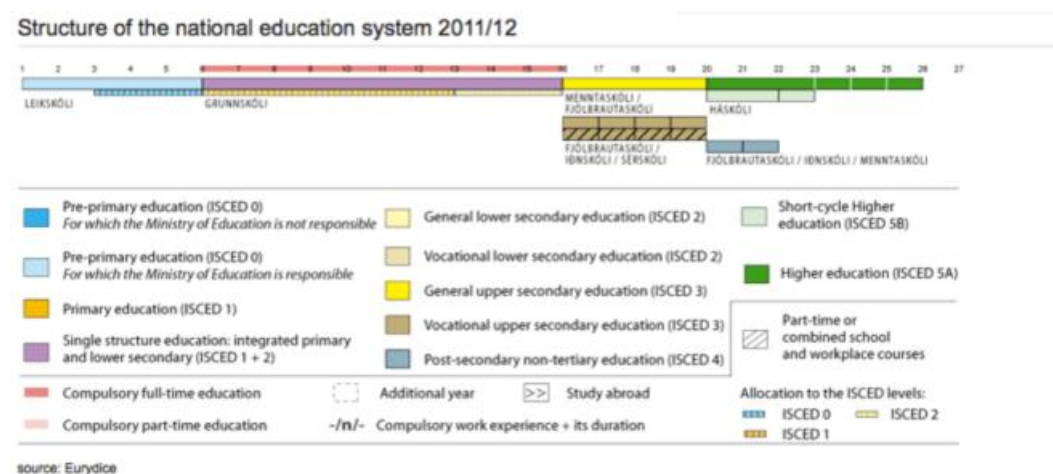 Structure of the national education system 2011/12
1 2 3 4 5 6 7 8 9 10 11 12 13 14 15 16 17 18 19 20 21 22 23 24 25 26 27
LEIKSKÓLI
GRUNNSKÓLI
MENNTASKÓLI /
FJÖLBRAUTASKÓLI
HÁSKÓLI
FJÖLBRAUTASKÓLI /
IÐNSKÓLI / SÉRSKÓLI
FJÖLBRAUTASKÓLI / IÐNSKÓLI / MENNTASKÓLI
Pre-primary education (ISCED 0)
For which the Ministry of Education is not responsible
Pre-primary education (ISCED 0)
For which the Ministry of Education is responsible
Primary education (ISCED 1)
Single structure education: integrated primary
and lower secondary (ISCED 1 + 2)
General lower secondary education (ISCED 2)
Vocational lower secondary education (ISCED 2)
General upper secondary education (ISCED 3)
Vocational upper secondary education (ISCED 3)
Post-secondary non-tertiary education (ISCED 4)
Short-cycle Higher
education (ISCED 5B)
Higher education (ISCED 5A)
Part-time or
combined school
and workplace courses
Compulsory full-time education
Additional year
>> Study abroad
Compulsory part-time education
-/n/- Compulsory work experience + its duration
Allocation to the ISCED levels:
ISCED 0
ISCED 2
ISCED 1
source: Eurydice